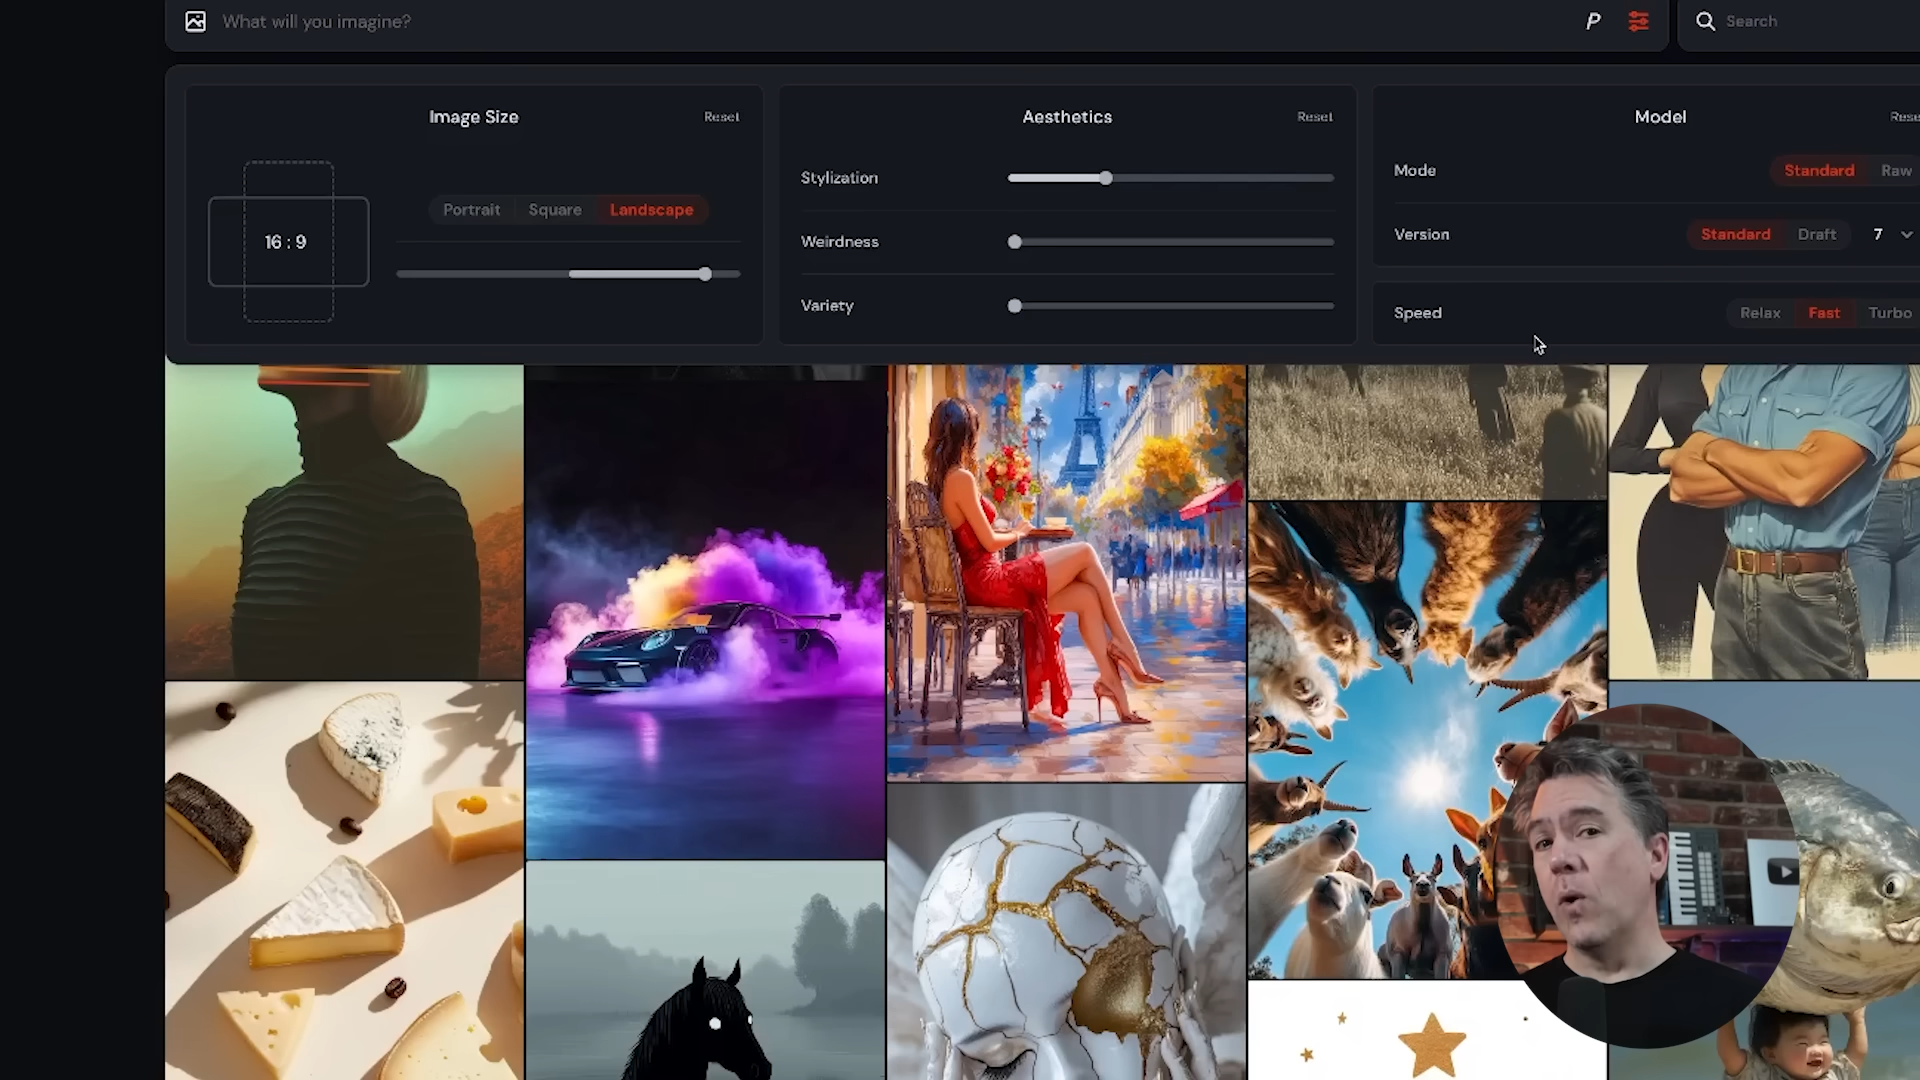 What will you imagine?
P
Search
Image Size
Reset
16 : 9
Portrait Square Landscape
Aesthetics
Reset
Stylization
Weirdness
Variety
Model
Rese
Mode
Standard Raw
Version
Standard Draft 7
Speed
Relax Fast Turbo